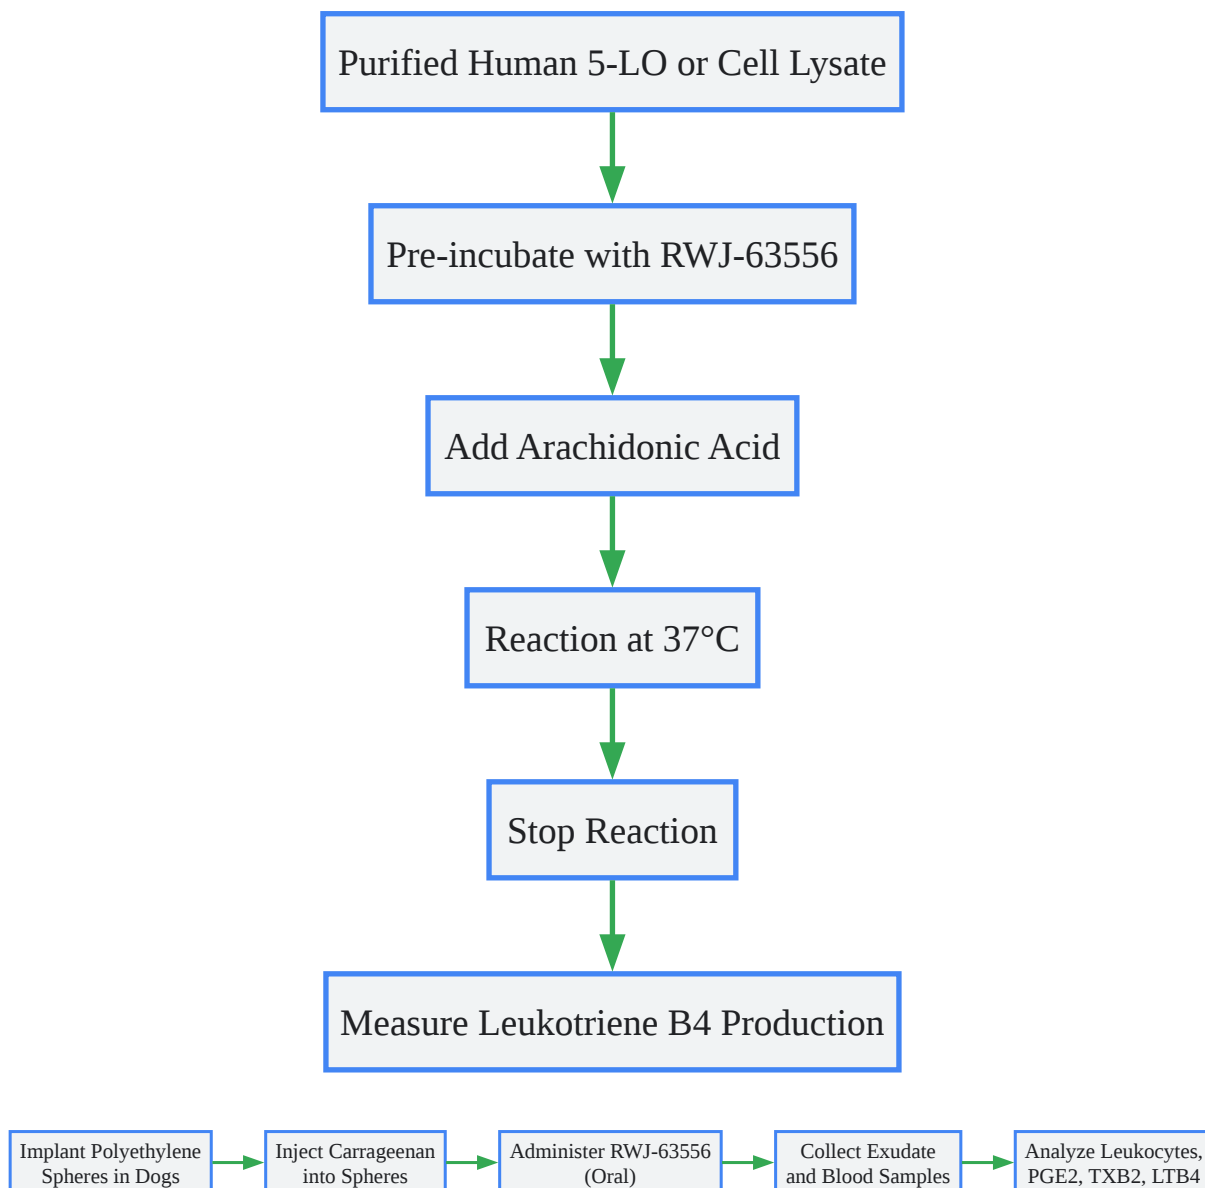 Purified Human 5-LO or Cell Lysate
Pre-incubate with RWJ-63556
Add Arachidonic Acid
Reaction at 37°C
Stop Reaction
Measure Leukotriene B4 Production
Implant Polyethylene
Spheres in Dogs
Inject Carrageenan
into Spheres
Administer RWJ-63556
(Oral)
Collect Exudate
and Blood Samples
Analyze Leukocytes,
PGE2, TXB2, LTB4